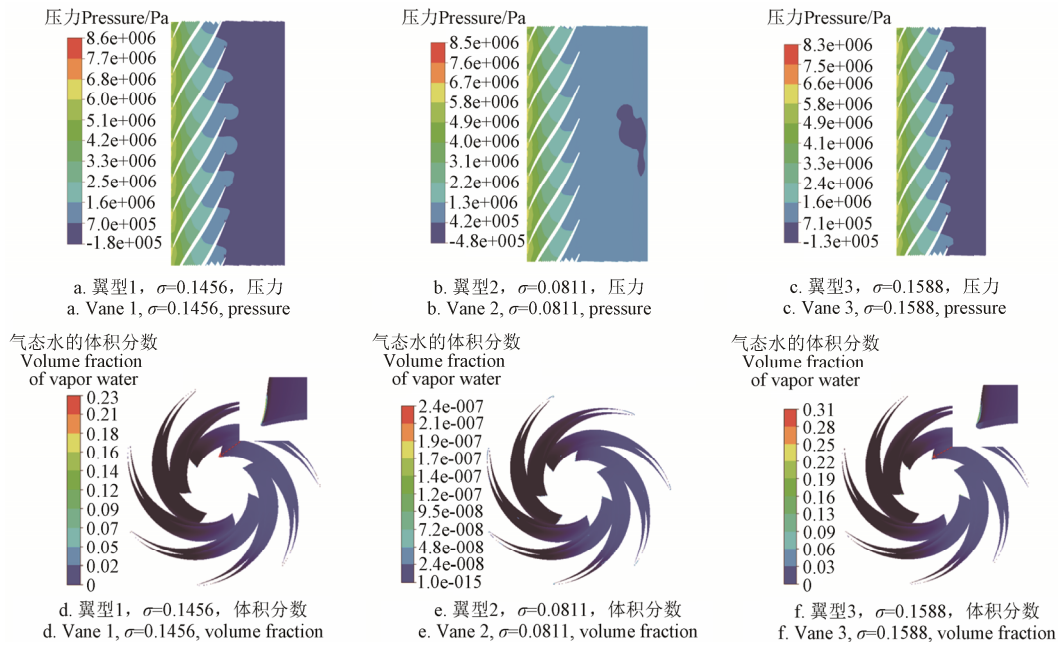 压力Pressure/Pa
8.6e+006
7.7e+006
6.8e+006
6.0e+006
5.1e+006
4.2e+006
3.3e+006
2.5e+006
1.6e+006
7.0e+005
-1.8e+005
a. 翼型1，σ=0.1456，压力
a. Vane 1, σ=0.1456, pressure
压力Pressure/Pa
8.5e+006
7.6e+006
6.7e+006
5.8e+006
4.9e+006
4.0e+006
3.1e+006
2.2e+006
1.3e+006
4.2e+005
-4.8e+005
b. 翼型2，σ=0.0811，压力
b. Vane 2, σ=0.0811, pressure
压力Pressure/Pa
8.3e+006
7.5e+006
6.6e+006
5.8e+006
4.9e+006
4.1e+006
3.3e+006
2.4e+006
1.6e+006
7.1e+005
-1.3e+005
c. 翼型3，σ=0.1588，压力
c. Vane 3, σ=0.1588, pressure
气态水的体积分数
Volume fraction
of vapor water
0.23
0.21
0.18
0.16
0.14
0.12
0.09
0.07
0.05
0.02
0
d. 翼型1，σ=0.1456，体积分数
d. Vane 1, σ=0.1456, volume fraction
气态水的体积分数
Volume fraction
of vapor water
2.4e-007
2.1e-007
1.9e-007
1.7e-007
1.4e-007
1.2e-007
9.5e-008
7.2e-008
4.8e-008
2.4e-008
1.0e-015
e. 翼型2，σ=0.0811，体积分数
e. Vane 2, σ=0.0811, volume fraction
气态水的体积分数
Volume fraction
of vapor water
0.31
0.28
0.25
0.22
0.19
0.16
0.13
0.09
0.06
0.03
0
f. 翼型3，σ=0.1588，体积分数
f. Vane 3, σ=0.1588, volume fraction